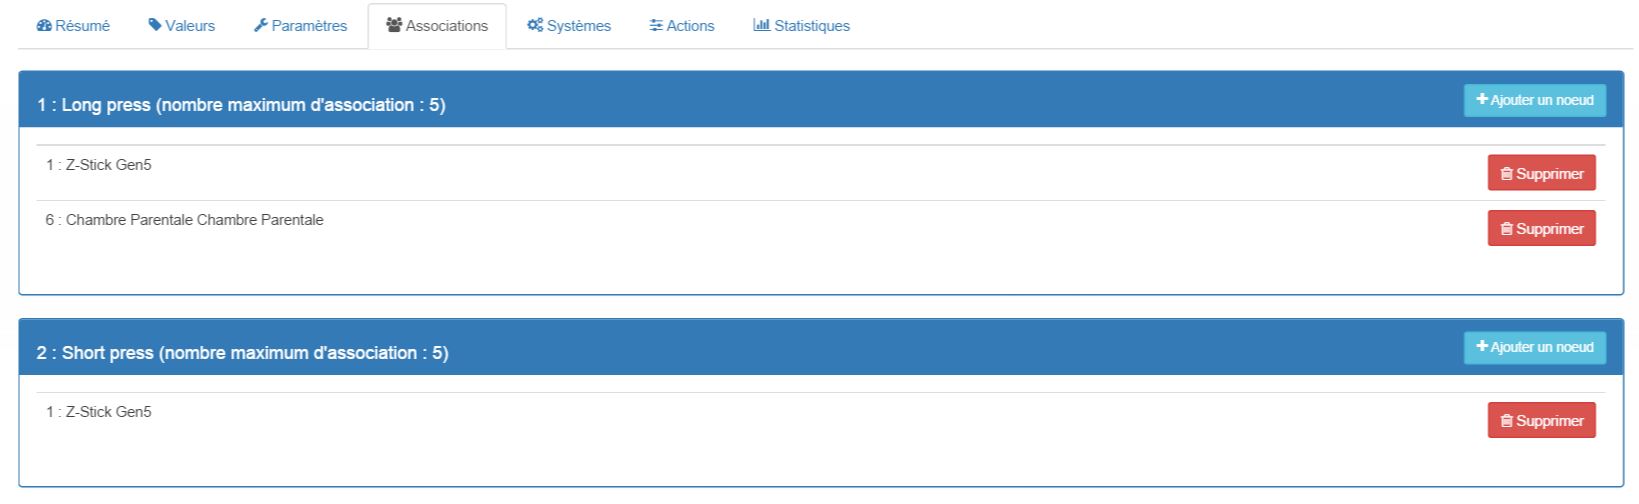 Résumé Valeurs Paramètres Associations Systèmes Actions Statistiques
1 : Long press (nombre maximum d'association : 5) Ajouter un noeud
1 : Z-Stick Gen5 Supprimer
6 : Chambre Parentale Chambre Parentale Supprimer
2 : Short press (nombre maximum d'association : 5) Ajouter un noeud
1 : Z-Stick Gen5 Supprimer